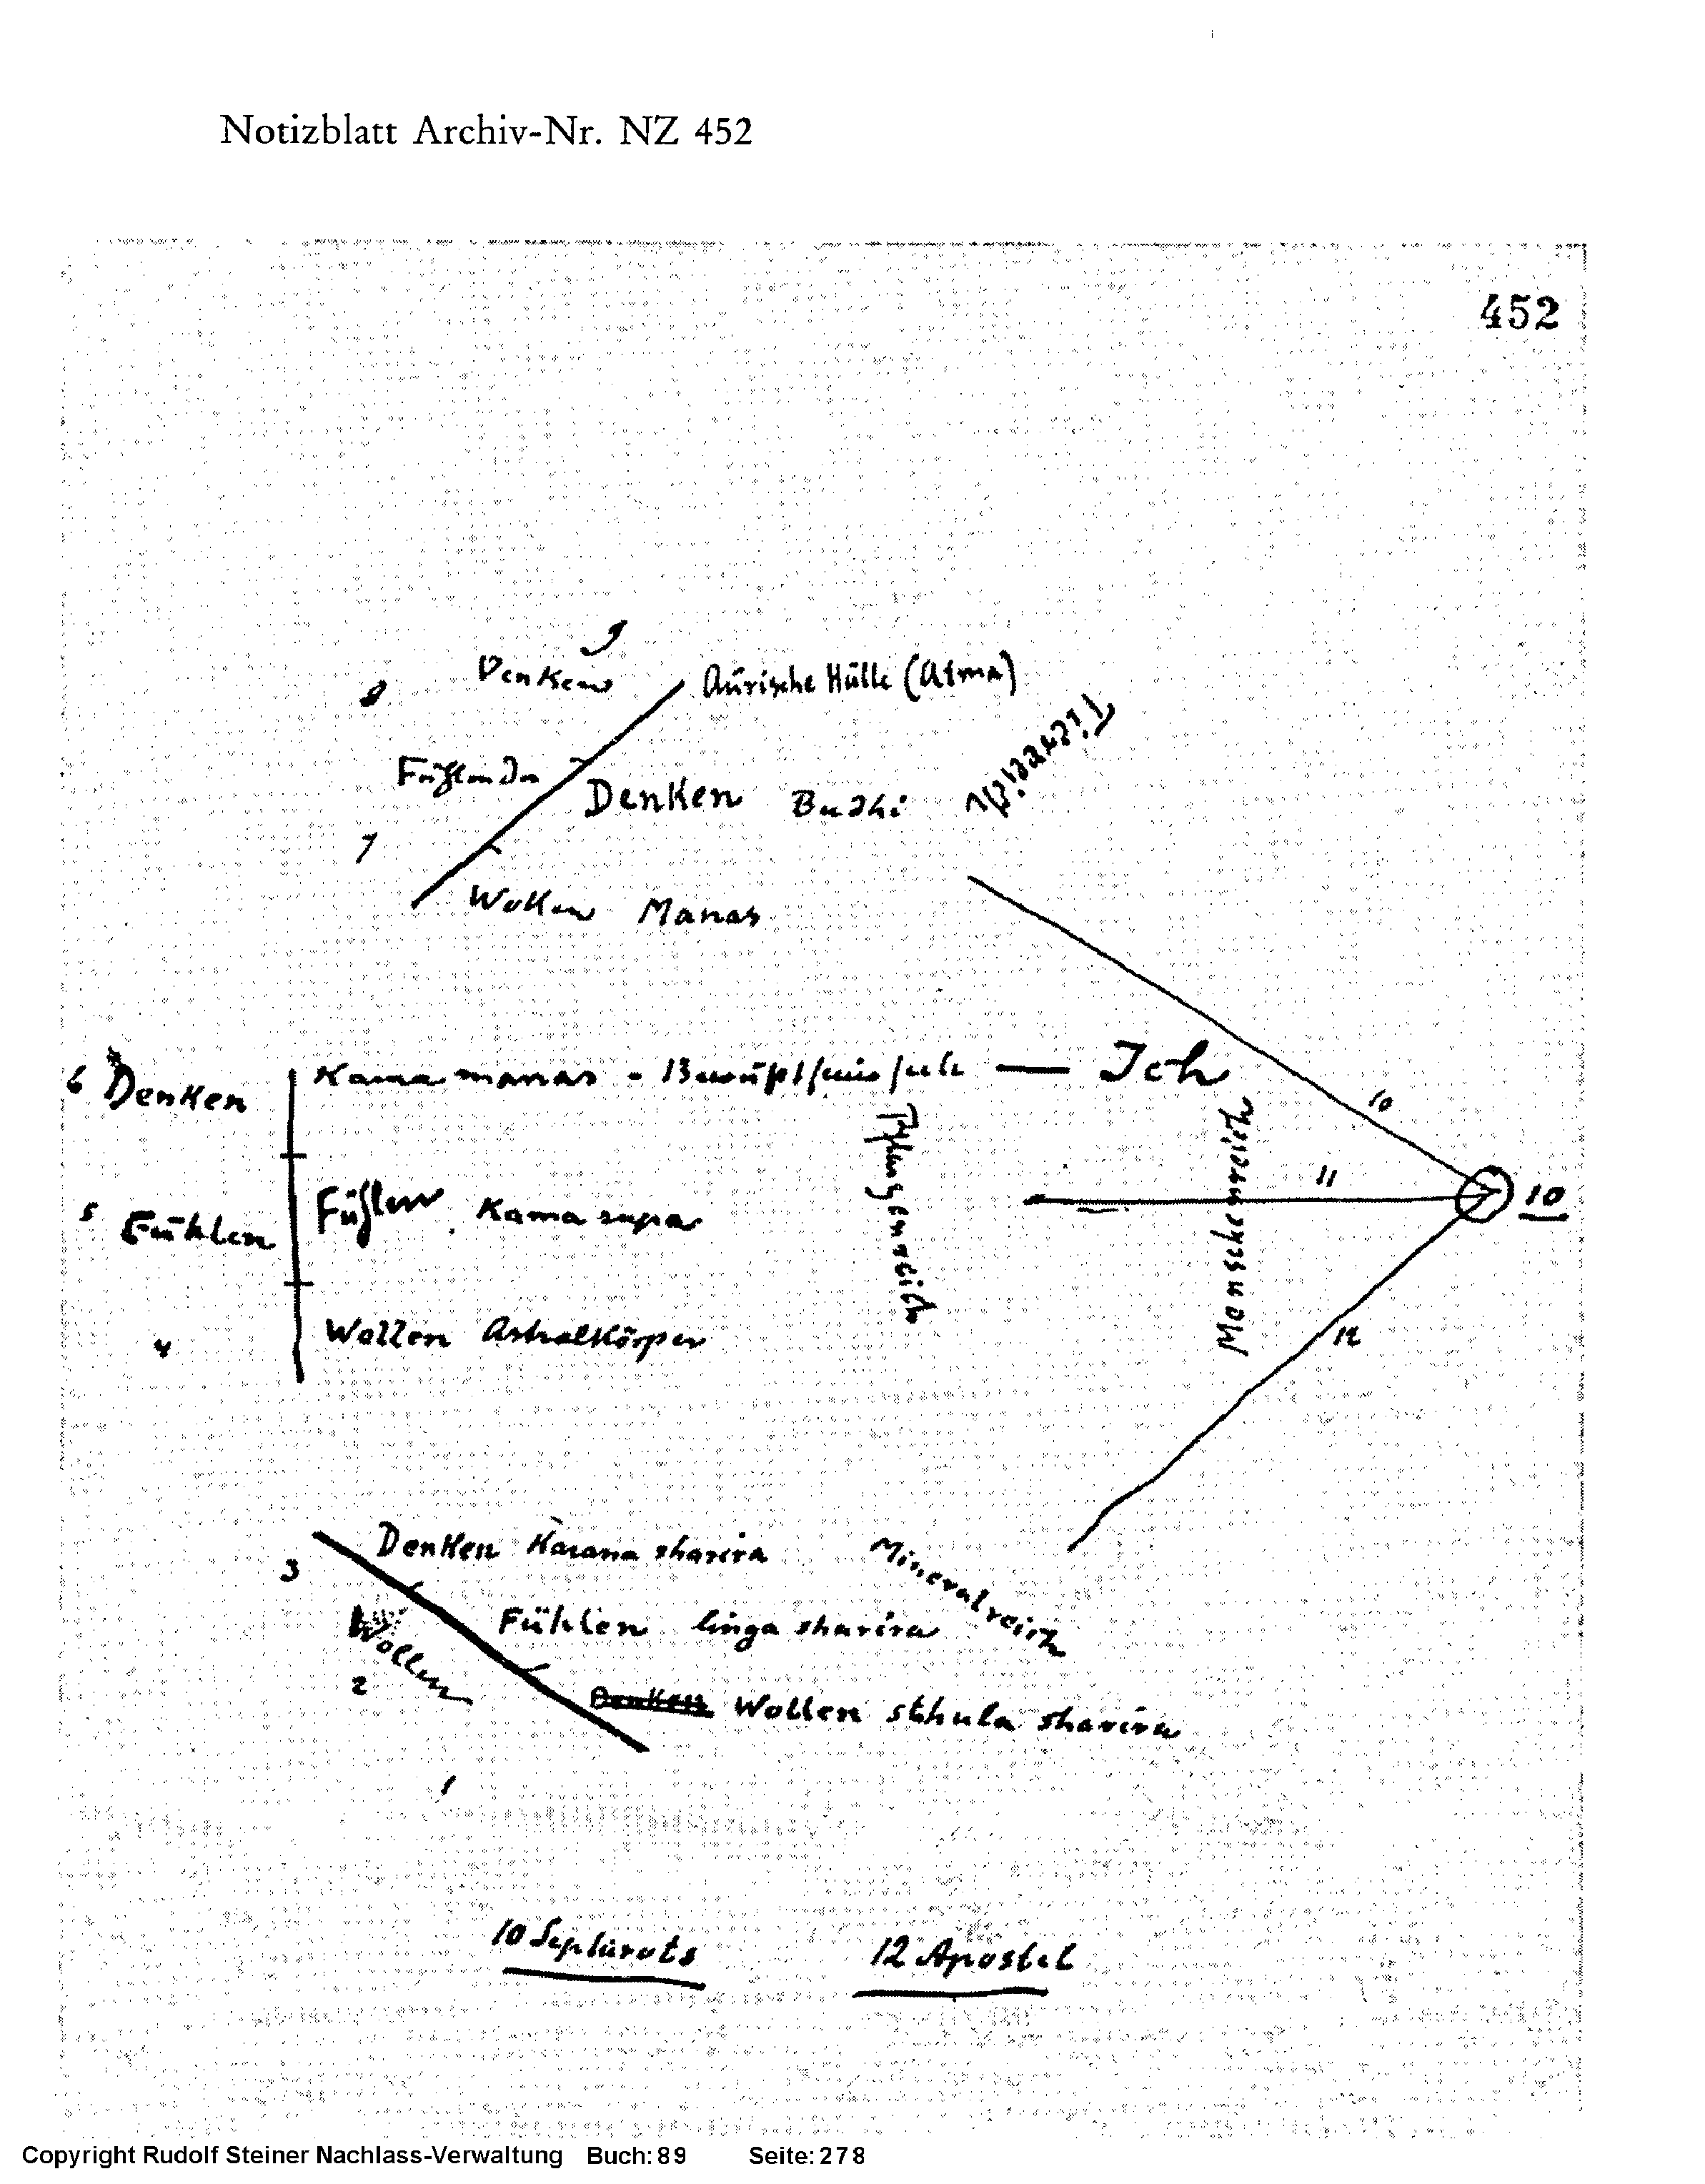 Notizblatt Archiv-Nr. NZ 452
452
9
Denken
8
Aurische Hülle (Atma)
Tierreich
Denken Budhi
7
Wollen Manas
6 Denken
Kama manas - Bewußtseinsseele — Ich
10
Pflanzenreich
Menschenreich
11
10
5 Fühlen
Fühlen Kama rupa
4
Wollen Astralkörper
12
3
Denken Karana sharira
Mineralreich
Wollen
Fühlen linga sharira
2
Denken Wollen sthula sharira
1
10 Sephirots
12 Apostel
Copyright Rudolf Steiner Nachlass-Verwaltung Buch: 89 Seite: 278